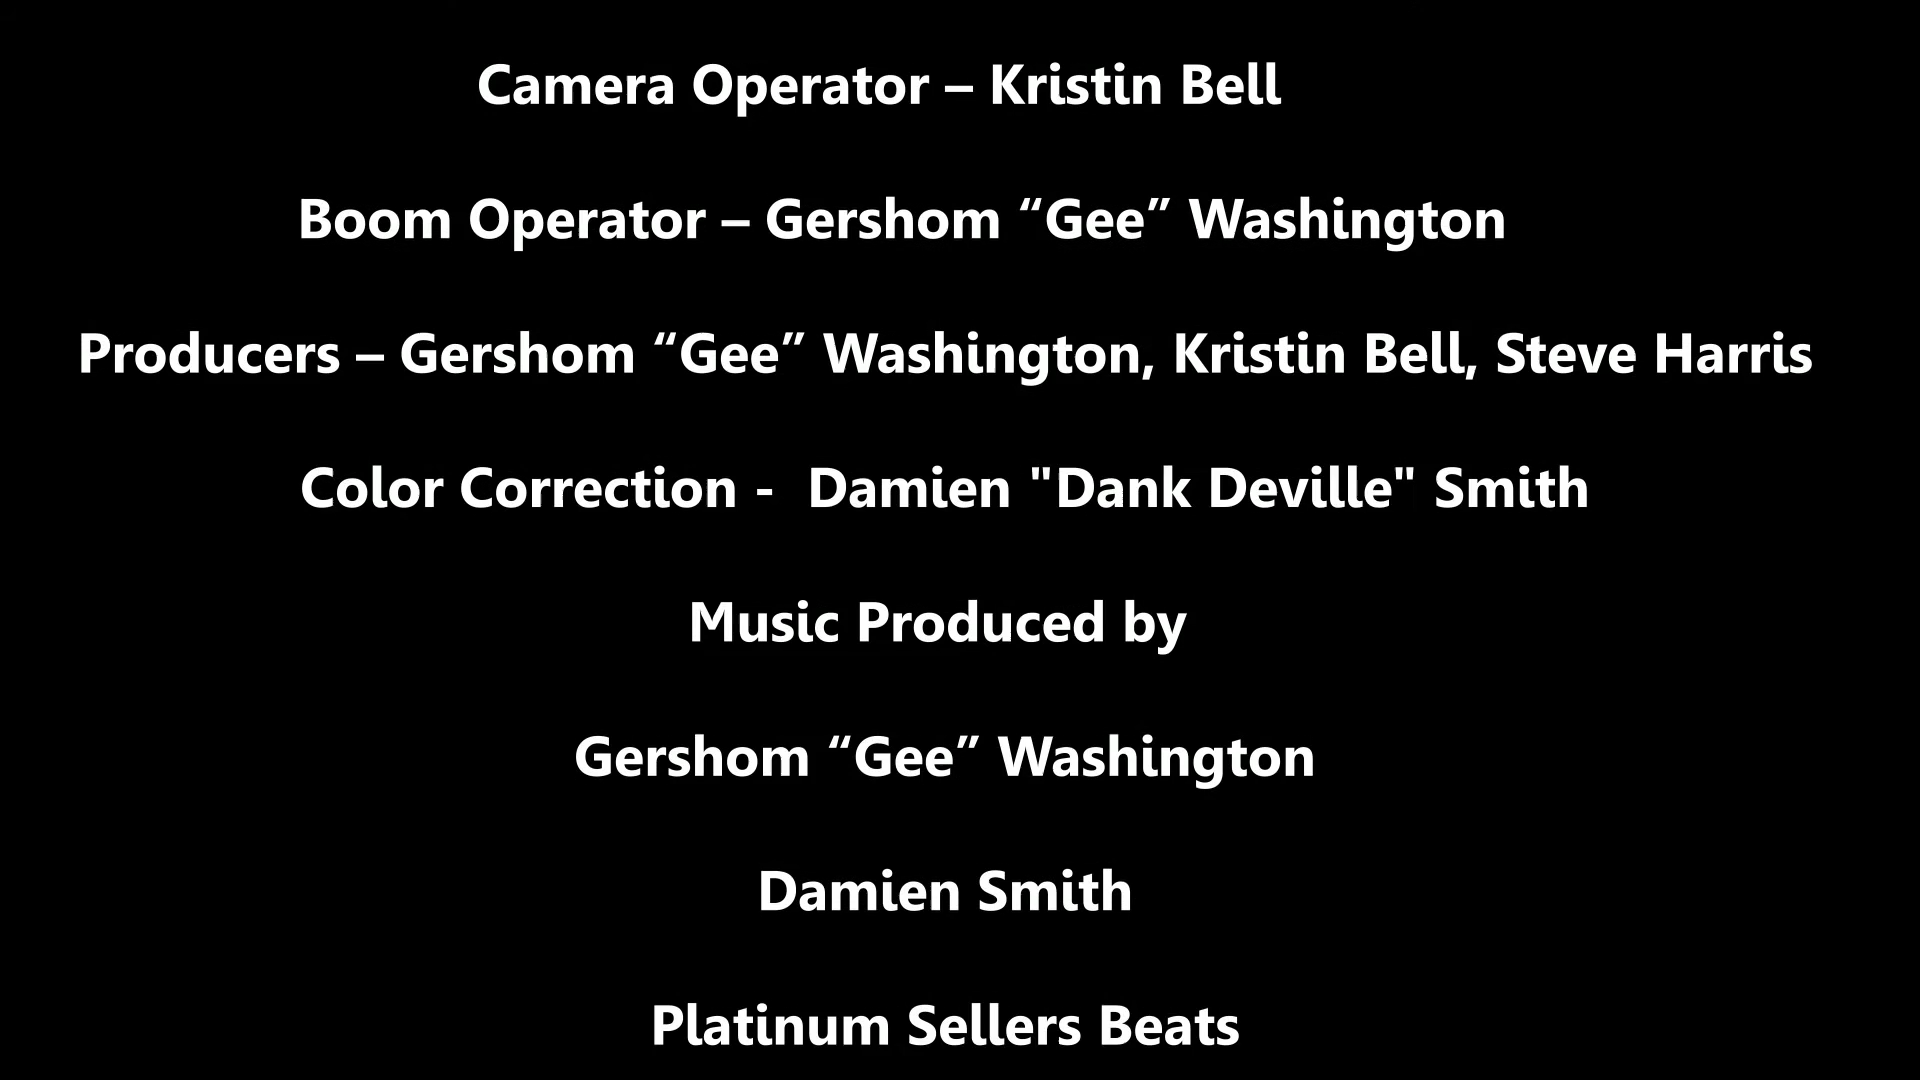 Camera Operator – Kristin Bell
Boom Operator – Gershom “Gee” Washington
Producers – Gershom “Gee” Washington, Kristin Bell, Steve Harris
Color Correction -  Damien "Dank Deville" Smith
Music Produced by
Gershom “Gee” Washington
Damien Smith
Platinum Sellers Beats